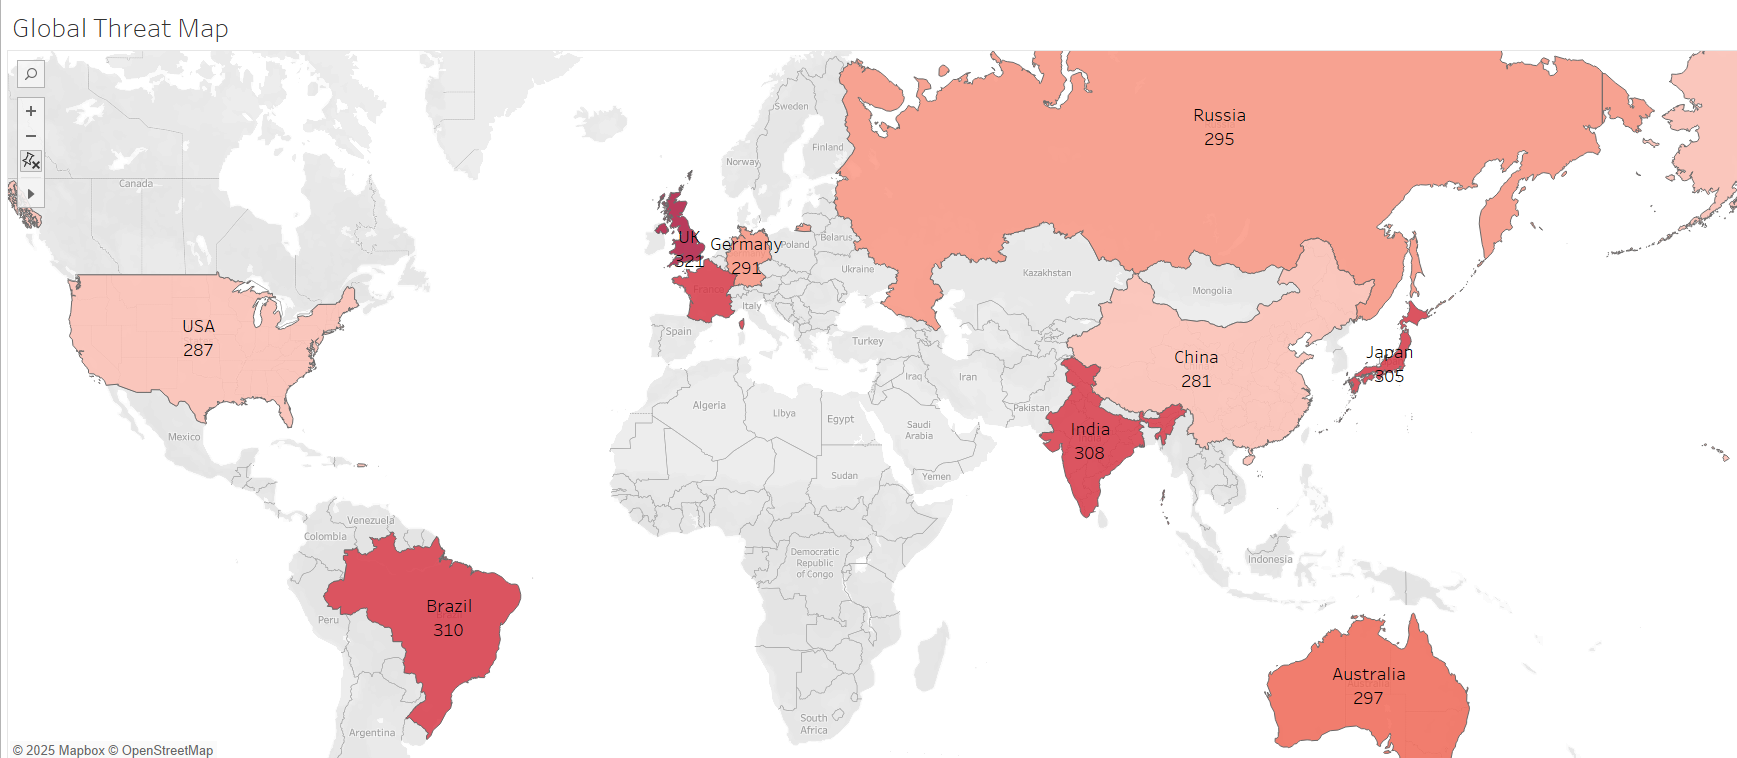 Global Threat Map
Sweden
Russia
295
Finland
Norway
Canada
UK
321
Germany
291
Poland
Belarus
Ukraine
Kazakhstan
Mongolia
France
Italy
USA
287
Spain
Turkey
China
281
Japan
305
Iraq
Iran
Algeria
Libya
Egypt
Pakistan
Saudi
Arabia
Mexico
India
308
Sudan
Yemen
Venezuela
Colombia
Democratic
Republic
of Congo
Indonesia
Brazil
310
Peru
Australia
297
South
Africa
Argentina
© 2025 Mapbox © OpenStreetMap